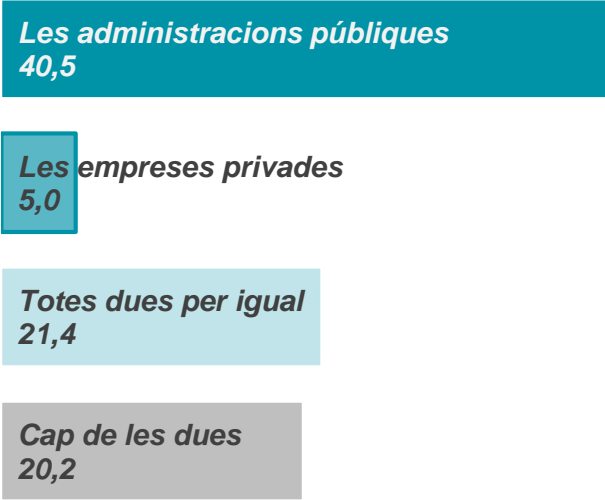 Les administracions públiques
40,5
Les empreses privades
5,0
Totes dues per igual
21,4
Cap de les dues
20,2